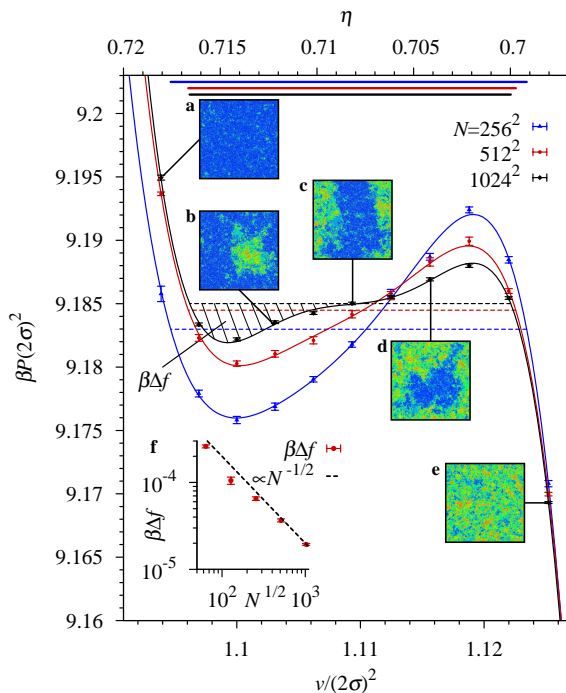 η
0.72 0.715 0.71 0.705 0.7
9.2
9.195
9.19
9.185
9.18
9.175
9.17
9.165
9.16
βP(2σ)²
a
b
c
d
e
N=256²
512²
1024²
βΔf
f
βΔf
∝N^-1/2
10⁻⁴
10⁻⁵
βΔf
10² N^1/2 10³
1.1 1.11 1.12
v/(2σ)²